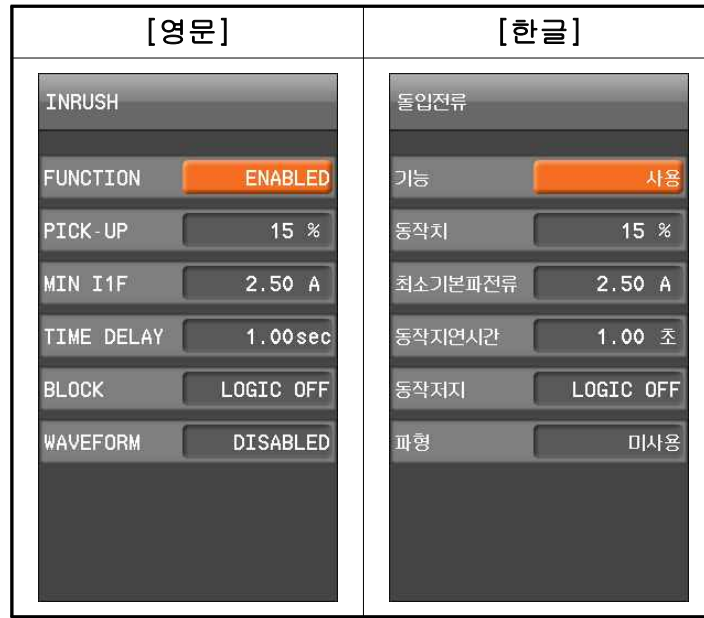 [영문]
[한글]
INRUSH
FUNCTION ENABLED
PICK-UP 15 %
MIN I1F 2.50 A
TIME DELAY 1.00sec
BLOCK LOGIC OFF
WAVEFORM DISABLED
돌입전류
기능 사용
동작치 15 %
최소기본파전류 2.50 A
동작지연시간 1.00 초
동작저지 LOGIC OFF
파형 미사용